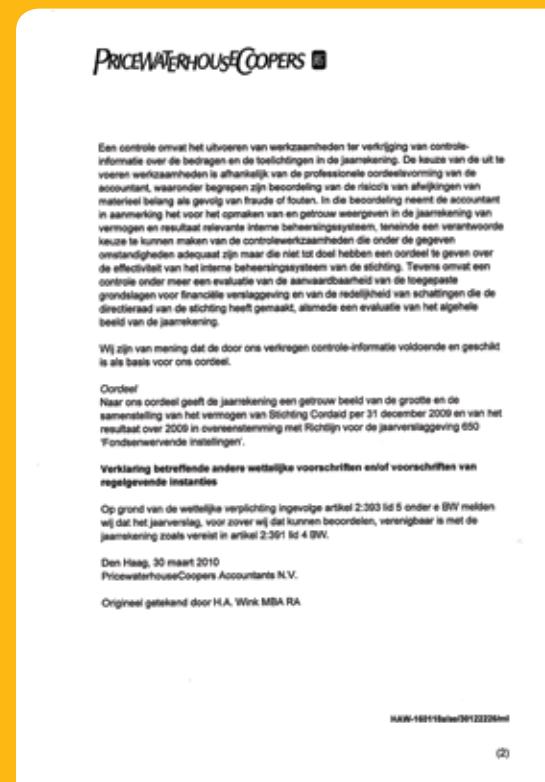 PRICEWATERHOUSECOOPERS
Een controle omvat het uitvoeren van werkzaamheden ter verkrijging van controle-
informatie over de bedragen en de toelichtingen in de jaarrekening. De keuze van de uit te
voeren werkzaamheden is afhankelijk van de professionele oordeelsvorming van de
accountant, waaronder begrepen zijn beoordeling van de risico's van afwijkingen van
materieel belang als gevolg van fraude of fouten. In die beoordeling neemt de accountant
in aanmerking het voor het opmaken van en getrouw weergeven in de jaarrekening van
vermogen en resultaat relevante interne beheersingssysteem, teneinde een verantwoorde
keuze te kunnen maken van de controlewerkzaamheden die onder de gegeven
omstandigheden adequaat zijn maar die niet tot doel hebben een oordeel te geven over
de effectiviteit van het interne beheersingssysteem van de stichting. Tevens omvat een
controle onder meer een evaluatie van de aanvaardbaarheid van de toegepaste
grondslagen voor financiële verslaggeving en van de redelijkheid van schattingen die de
directieraad van de stichting heeft gemaakt, alsmede een evaluatie van het algehele
beeld van de jaarrekening.
Wij zijn van mening dat de door ons verkregen controle-informatie voldoende en geschikt
is als basis voor ons oordeel.
Oordeel
Naar ons oordeel geeft de jaarrekening een getrouw beeld van de grootte en de
samenstelling van het vermogen van Stichting Cordaid per 31 december 2009 en van het
resultaat over 2009 in overeenstemming met Richtlijn voor de jaarverslaggeving 650
'Fondsenwervende instellingen'.
Verklaring betreffende andere wettelijke voorschriften en/of voorschriften van
regelgevende instanties
Op grond van de wettelijke verplichting ingevolge artikel 2:393 lid 5 onder e BW melden
wij dat het jaarverslag, voor zover wij dat kunnen beoordelen, verenigbaar is met de
jaarrekening zoals vereist in artikel 2:391 lid 4 BW.
Den Haag, 30 maart 2010
PricewaterhouseCoopers Accountants N.V.
Origineel getekend door H.A. Wink MBA RA
(2)